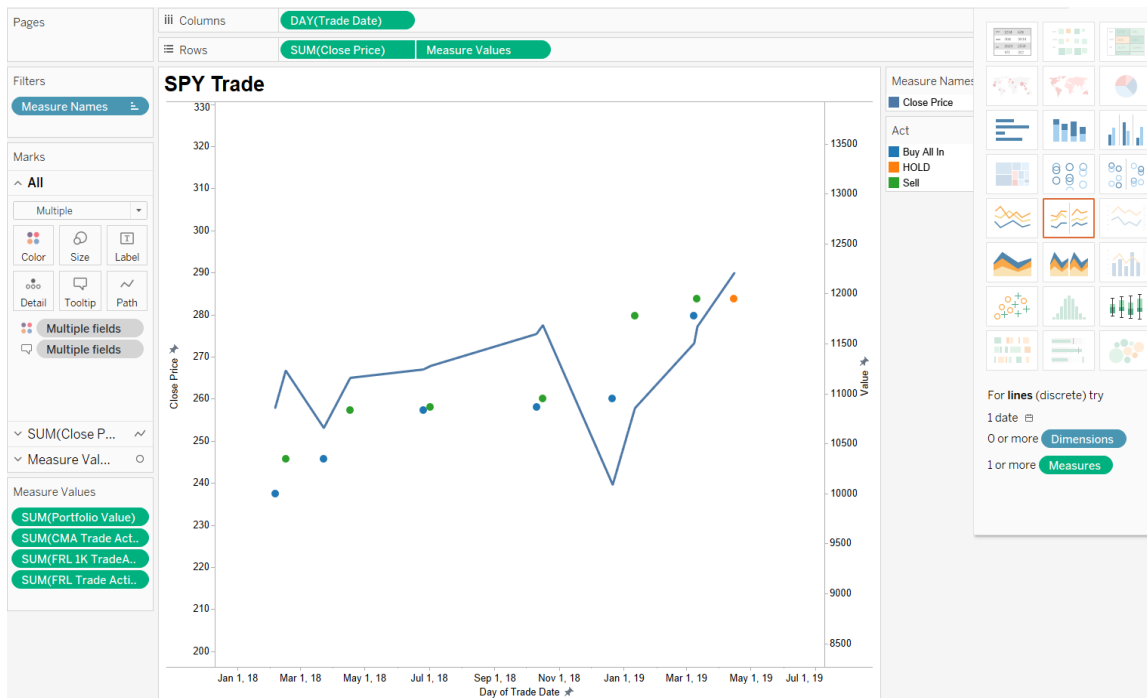 Pages
Columns
DAY(Trade Date)
Rows
SUM(Close Price)
Measure Values
Filters
Measure Names
Marks
All
Multiple
Color
Size
Label
Detail
Tooltip
Path
Multiple fields
Multiple fields
SUM(Close P...
Measure Val...
Measure Values
SUM(Portfolio Value)
SUM(CMA Trade Act..
SUM(FRL 1K TradeA..
SUM(FRL Trade Acti..
SPY Trade
330
320
310
300
290
280
270
260
250
240
230
220
210
200
Close Price
13500
13000
12500
12000
11500
11000
10500
10000
9500
9000
8500
Value
Jan 1, 18
Mar 1, 18
May 1, 18
Jul 1, 18
Sep 1, 18
Nov 1, 18
Jan 1, 19
Mar 1, 19
May 1, 19
Jul 1, 19
Day of Trade Date
Measure Names
Close Price
Act
Buy All In
HOLD
Sell
For lines (discrete) try
1 date
0 or more Dimensions
1 or more Measures